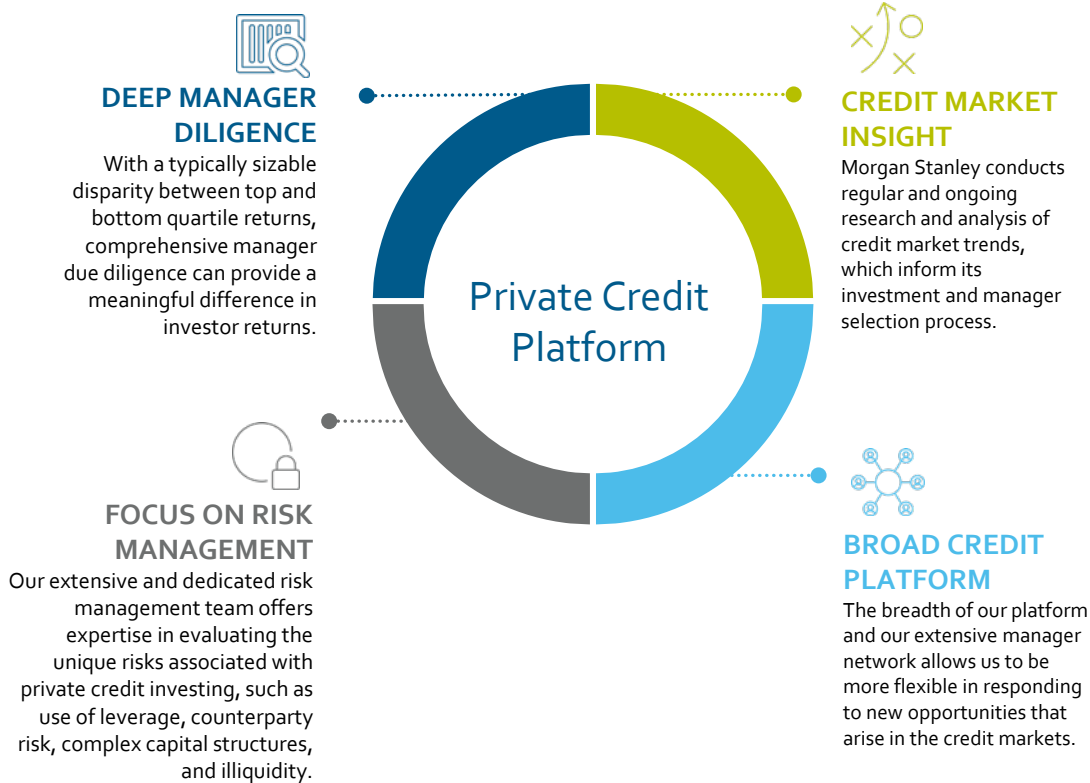 DEEP MANAGER
DILIGENCE
With a typically sizable
disparity between top and
bottom quartile returns,
comprehensive manager
due diligence can provide a
meaningful difference in
investor returns.
CREDIT MARKET
INSIGHT
Morgan Stanley conducts
regular and ongoing
research and analysis of
credit market trends,
which inform its
investment and manager
selection process.
Private Credit
Platform
FOCUS ON RISK
MANAGEMENT
Our extensive and dedicated risk
management team offers
expertise in evaluating the
unique risks associated with
private credit investing, such as
use of leverage, counterparty
risk, complex capital structures,
and illiquidity.
BROAD CREDIT
PLATFORM
The breadth of our platform
and our extensive manager
network allows us to be
more flexible in responding
to new opportunities that
arise in the credit markets.